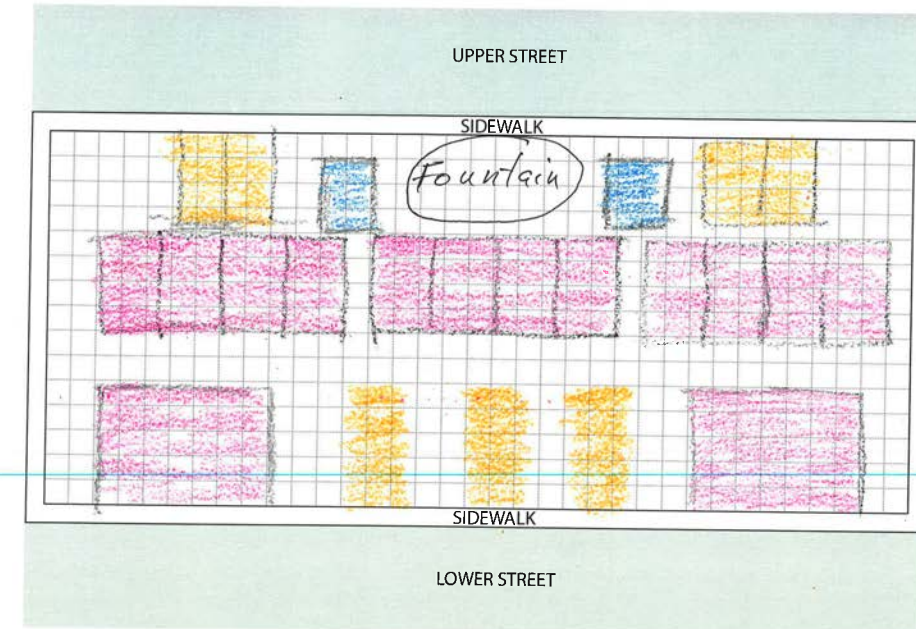 UPPER STREET
SIDEWALK
Fountain
SIDEWALK
LOWER STREET